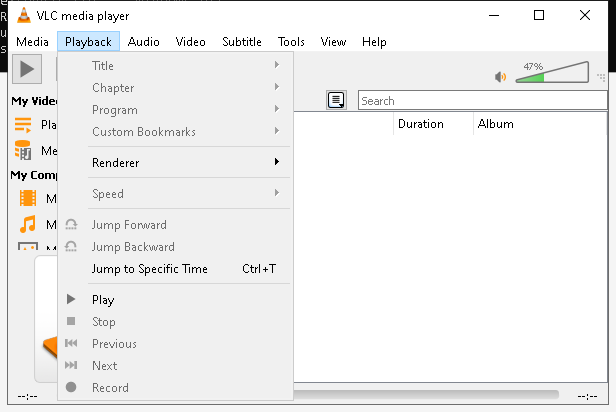 VLC media player
Media Playback Audio Video Subtitle Tools View Help
47%
Title
Chapter
Program
Custom Bookmarks
Renderer
Speed
Jump Forward
Jump Backward
Jump to Specific Time Ctrl+T
Play
Stop
Previous
Next
Record
My Vide
Pla
Me
My Comp
M
M
Search
Duration Album
--:-- --:--